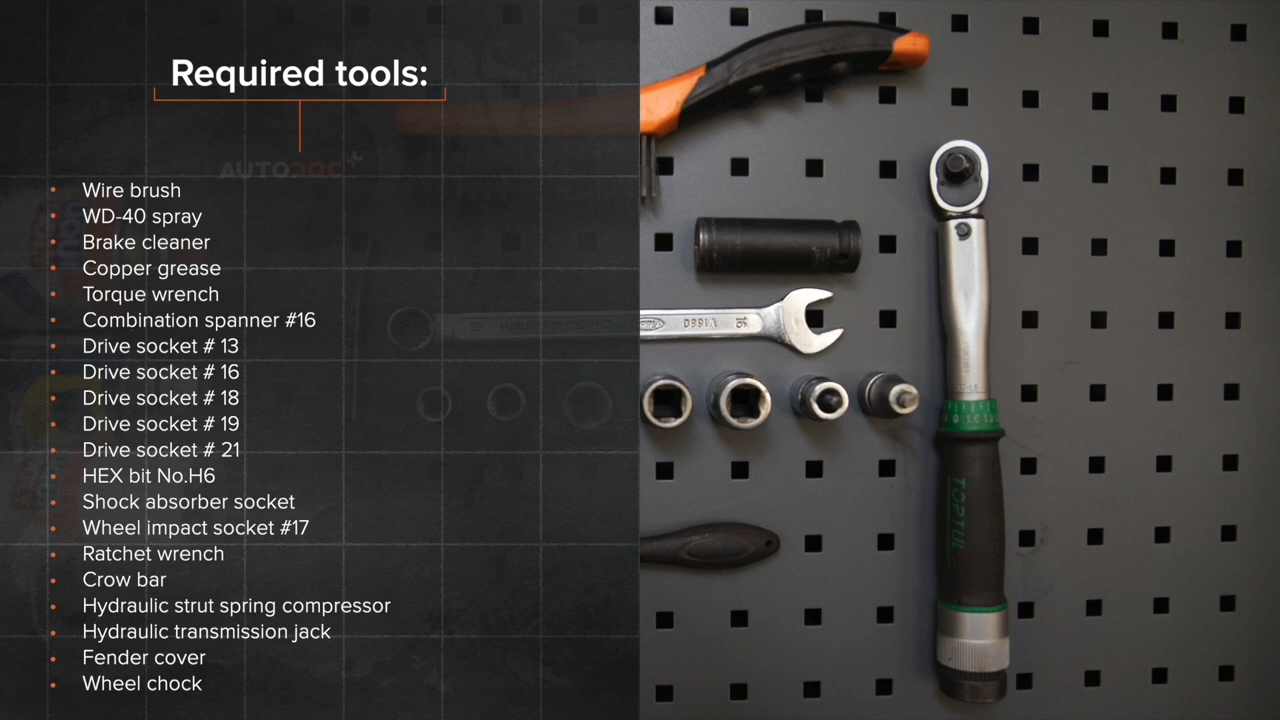 Required tools:
AUTODOC
• Wire brush
• WD-40 spray
• Brake cleaner
• Copper grease
• Torque wrench
• Combination spanner #16
• Drive socket # 13
• Drive socket # 16
• Drive socket # 18
• Drive socket # 19
• Drive socket # 21
• HEX bit No.H6
• Shock absorber socket
• Wheel impact socket #17
• Ratchet wrench
• Crow bar
• Hydraulic strut spring compressor
• Hydraulic transmission jack
• Fender cover
• Wheel chock
16
TOPTUL